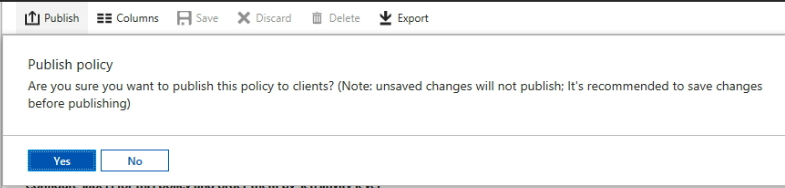 Publish Columns Save Discard Delete Export
Publish policy
Are you sure you want to publish this policy to clients? (Note: unsaved changes will not publish; It's recommended to save changes
before publishing)
Yes No